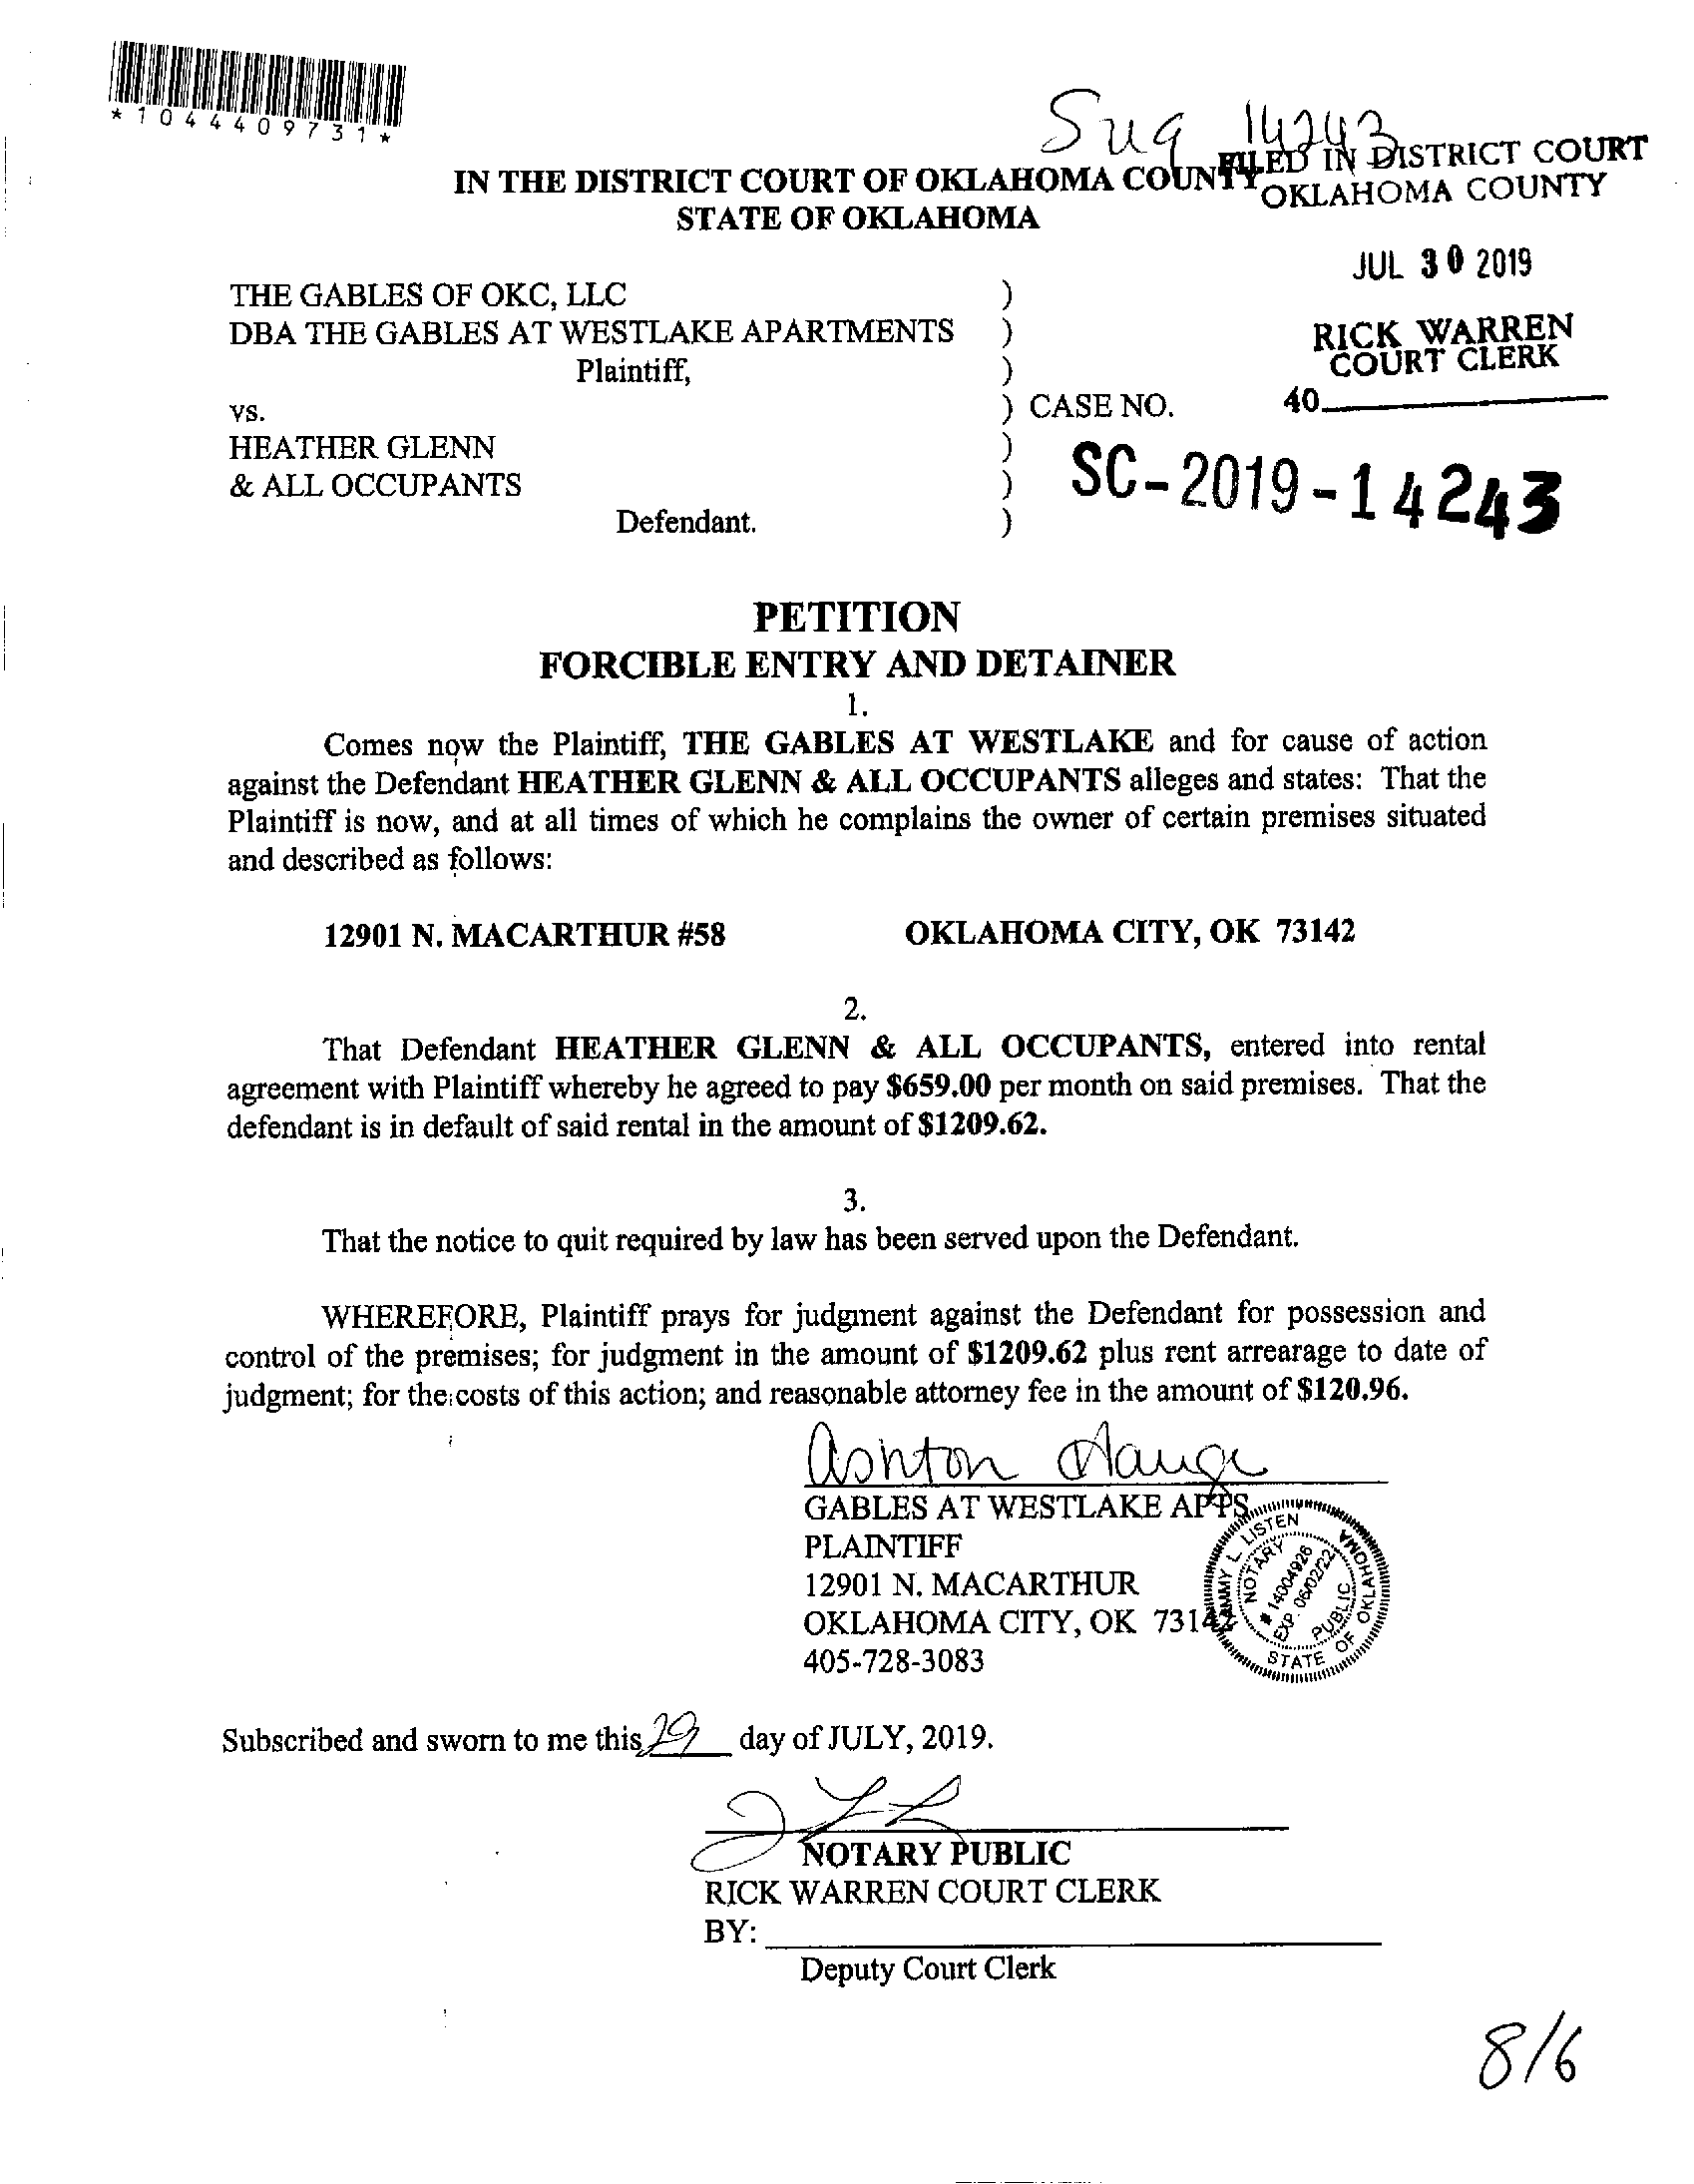 *1044409731*
Su9 14243
FILED IN DISTRICT COURT
OKLAHOMA COUNTY
IN THE DISTRICT COURT OF OKLAHOMA COUNTY
STATE OF OKLAHOMA
JUL 30 2019
RICK WARREN
COURT CLERK
40
THE GABLES OF OKC, LLC )
DBA THE GABLES AT WESTLAKE APARTMENTS )
Plaintiff, )
vs. ) CASE NO.
HEATHER GLENN )
& ALL OCCUPANTS )
Defendant. )
SC-2019-14243
PETITION
FORCIBLE ENTRY AND DETAINER
1.
Comes now the Plaintiff, THE GABLES AT WESTLAKE and for cause of action
against the Defendant HEATHER GLENN & ALL OCCUPANTS alleges and states: That the
Plaintiff is now, and at all times of which he complains the owner of certain premises situated
and described as follows:
12901 N. MACARTHUR #58 OKLAHOMA CITY, OK 73142
2.
That Defendant HEATHER GLENN & ALL OCCUPANTS, entered into rental
agreement with Plaintiff whereby he agreed to pay $659.00 per month on said premises. That the
defendant is in default of said rental in the amount of $1209.62.
3.
That the notice to quit required by law has been served upon the Defendant.
WHEREFORE, Plaintiff prays for judgment against the Defendant for possession and
control of the premises; for judgment in the amount of $1209.62 plus rent arrearage to date of
judgment; for the costs of this action; and reasonable attorney fee in the amount of $120.96.
Ashton Hauge
GABLES AT WESTLAKE APTS
PLAINTIFF
12901 N. MACARTHUR
OKLAHOMA CITY, OK 73142
405-728-3083
TAMMY L. LISTEN
NOTARY
# 14004926
EXP. 06/02/22
PUBLIC
STATE OF OKLAHOMA
Subscribed and sworn to me this 29 day of JULY, 2019.
NOTARY PUBLIC
RICK WARREN COURT CLERK
BY:
Deputy Court Clerk
8/6